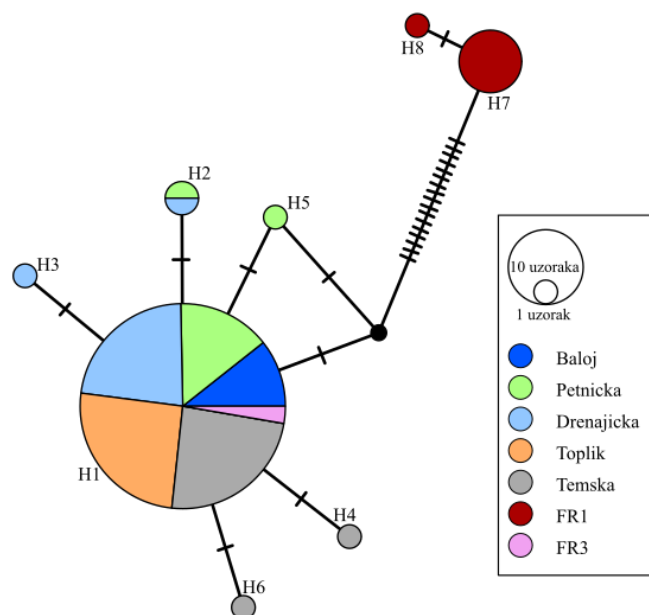 H8
H7
H2
H5
H3
H1
H4
H6
10 uzoraka
1 uzorak
Baloj
Petnicka
Drenajicka
Toplik
Temska
FR1
FR3